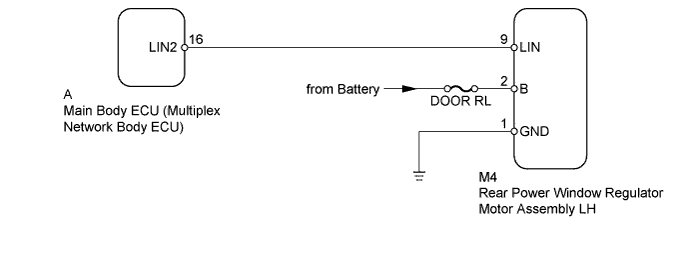 LIN2
16
9
LIN
from Battery
DOOR RL
2
B
1
GND
A
Main Body ECU (Multiplex
Network Body ECU)
M4
Rear Power Window Regulator
Motor Assembly LH